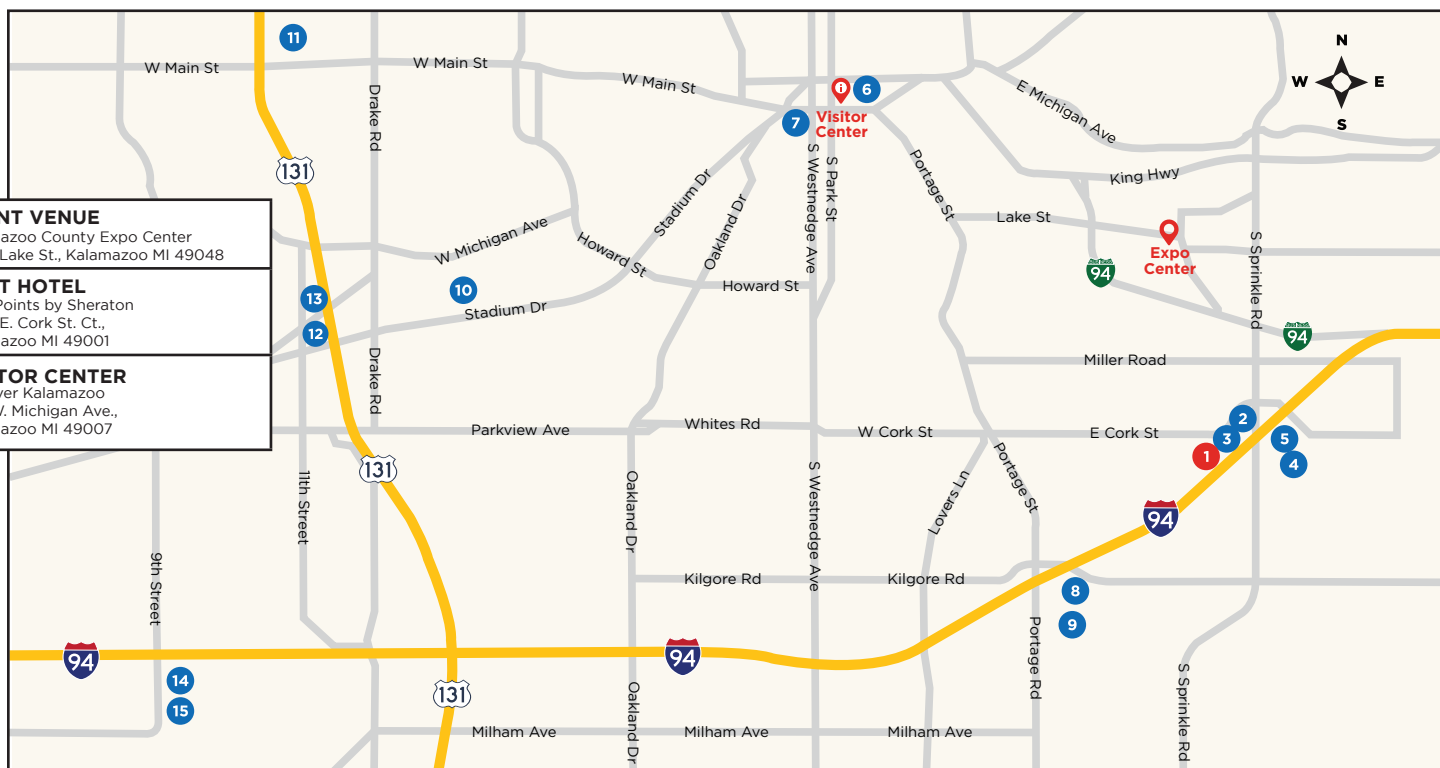 11
W Main St
W Main St
W Main St
Drake Rd
131
6
7
Visitor
Center
E Michigan Ave
N
W
E
S
S Westnedge Ave
S Park St
Portage St
King Hwy
Stadium Dr
Oakland Dr
Lake St
Expo
Center
S Sprinkle Rd
NT VENUE
azoo County Expo Center
Lake St., Kalamazoo MI 49048
T HOTEL
Points by Sheraton
E. Cork St. Ct.,
azoo MI 49001
TOR CENTER
ver Kalamazoo
W. Michigan Ave.,
azoo MI 49007
W Michigan Ave
Howard St
Howard St
10
13
12
Stadium Dr
94
94
Miller Road
Drake Rd
Parkview Ave
Whites Rd
W Cork St
E Cork St
2
3
1
5
4
131
11th Street
Oakland Dr
S Westnedge Ave
Lovers Ln
Portage St
94
9th Street
Kilgore Rd
Kilgore Rd
8
9
Portage Rd
94
94
14
15
131
Oakland Dr
S Sprinkle Rd
Milham Ave
Milham Ave
Milham Ave